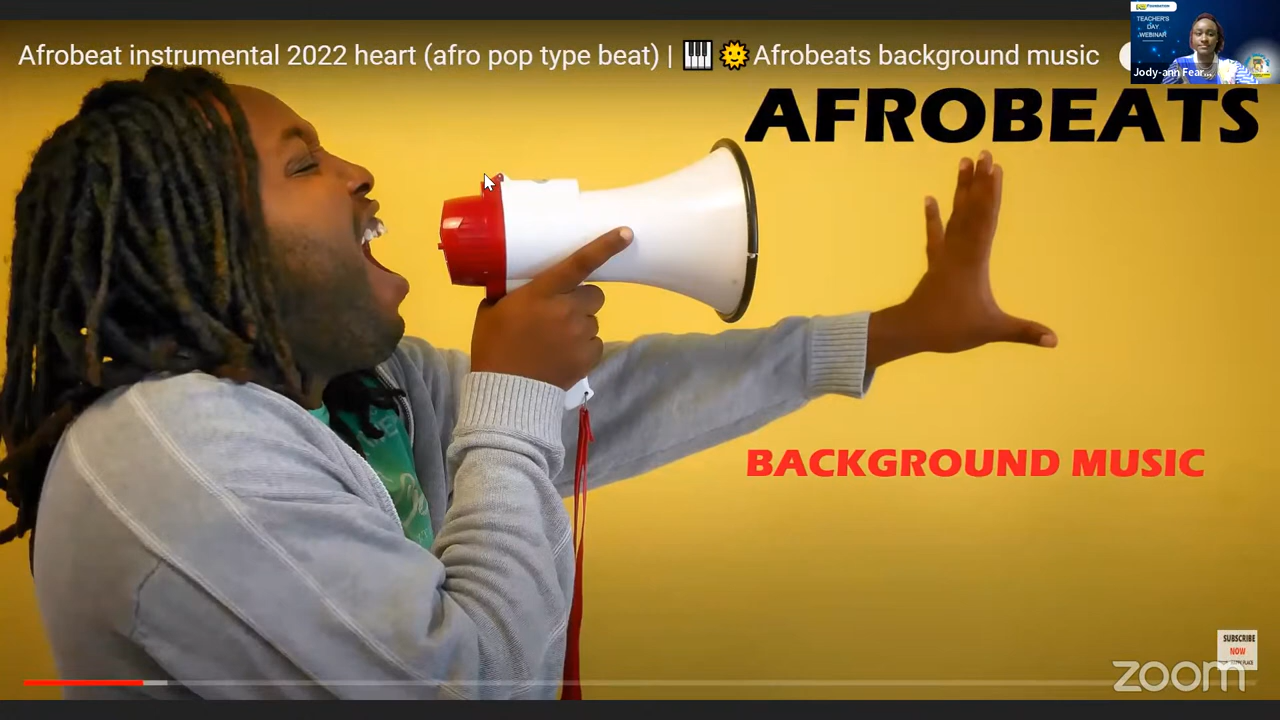 Afrobeat instrumental 2022 heart (afro pop type beat) | 🎹🌞Afrobeats background music
Foundation
TEACHER'S
DAY
WEBINAR
Jody-ann Fear...
AFROBEATS
BACKGROUND MUSIC
SUBSCRIBE
NOW
zoom